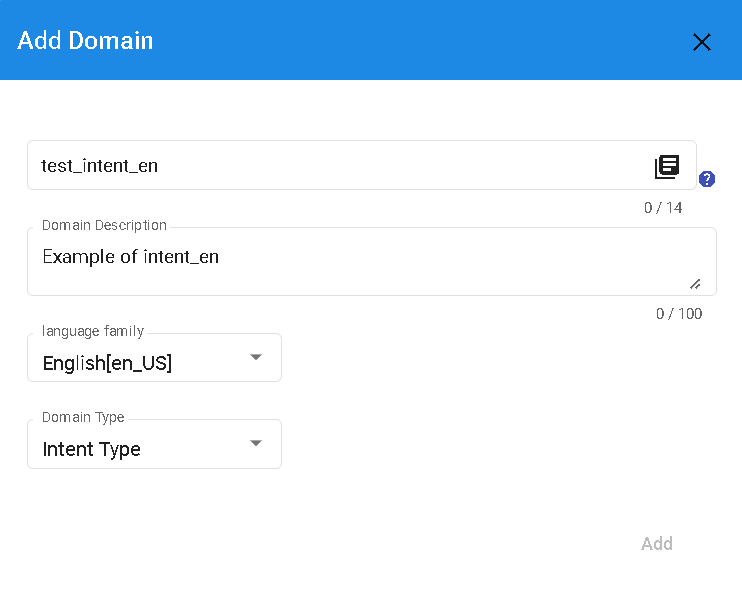 Add Domain
test_intent_en
?
0 / 14
Domain Description
Example of intent_en
0 / 100
language family
English[en_US]
Domain Type
Intent Type
Add